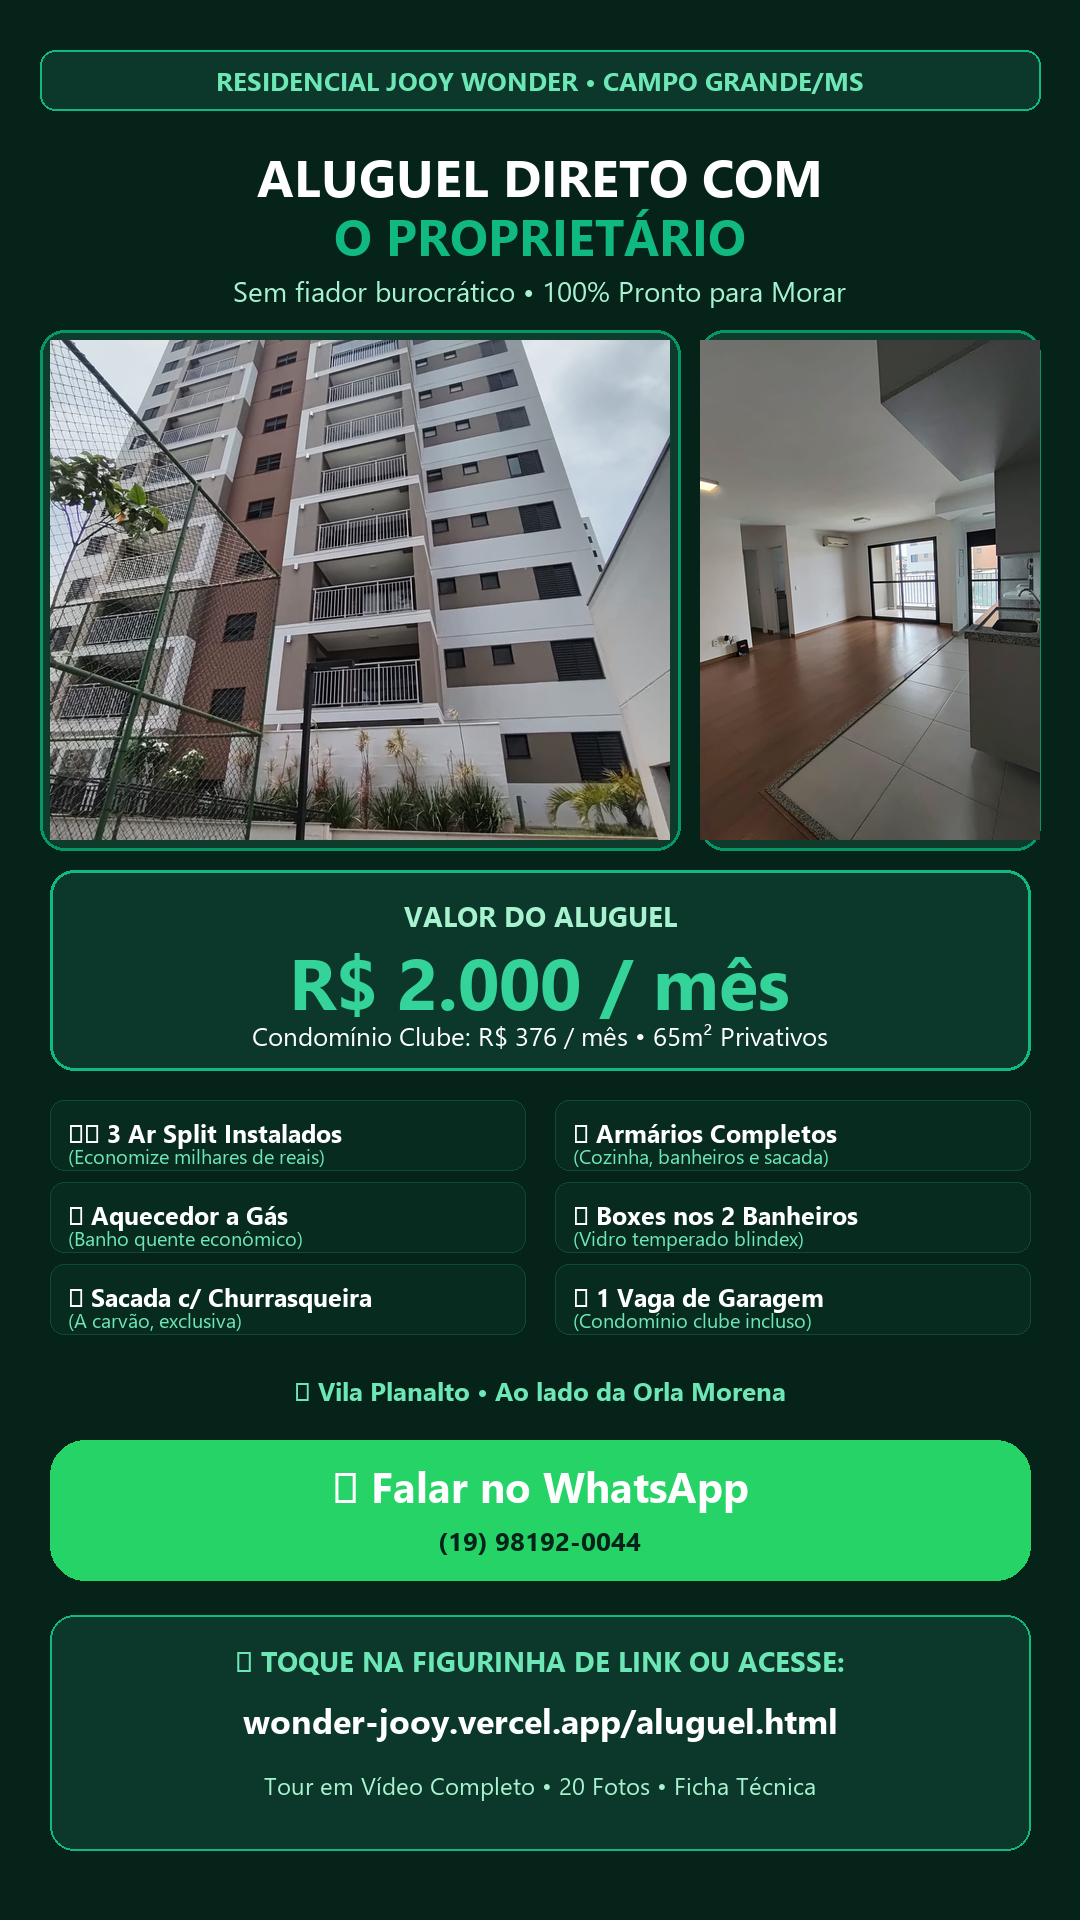 RESIDENCIAL JOOY WONDER • CAMPO GRANDE/MS
ALUGUEL DIRETO COM
O PROPRIETÁRIO
Sem fiador burocrático • 100% Pronto para Morar
VALOR DO ALUGUEL
R$ 2.000 / mês
Condomínio Clube: R$ 376 / mês • 65m² Privativos
3 Ar Split Instalados
(Economize milhares de reais)
Armários Completos
(Cozinha, banheiros e sacada)
Aquecedor a Gás
(Banho quente econômico)
Boxes nos 2 Banheiros
(Vidro temperado blindex)
Sacada c/ Churrasqueira
(A carvão, exclusiva)
1 Vaga de Garagem
(Condomínio clube incluso)
Vila Planalto • Ao lado da Orla Morena
Falar no WhatsApp
(19) 98192-0044
TOQUE NA FIGURINHA DE LINK OU ACESSE:
wonder-jooy.vercel.app/aluguel.html
Tour em Vídeo Completo • 20 Fotos • Ficha Técnica